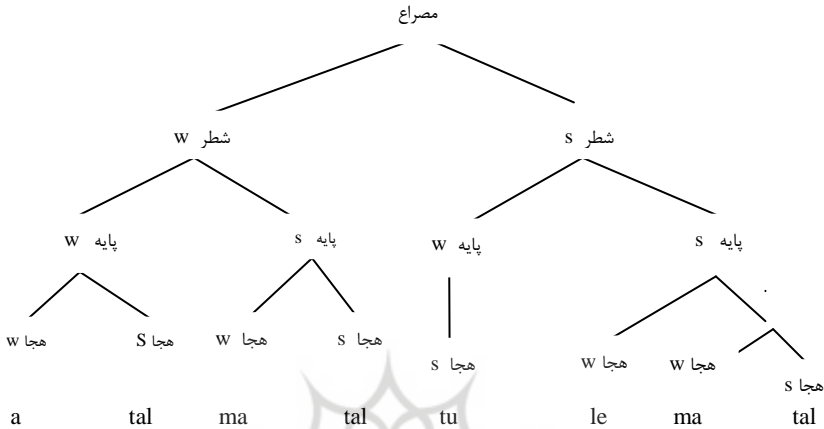 مصراع
شطر w شطر s
پایه w پایه s پایه w پایه s
هجا w هجا s هجا w هجا s هجا s هجا w هجا w هجا s
a tal ma tal tu le ma tal